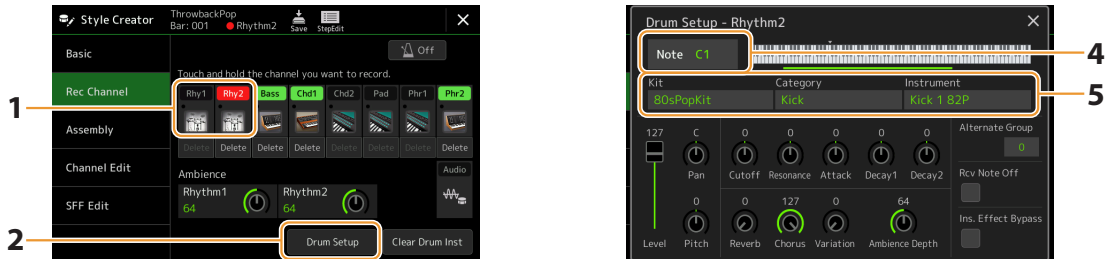 Style Creator
ThrowbackPop
Bar: 001 Rhythm2
Save StepEdit
Basic
Off
Touch and hold the channel you want to record.
Rec Channel
Rhy1 Rhy2 Bass Chd1 Chd2 Pad Phr1 Phr2
1
Assembly
Delete Delete Delete Delete Delete Delete Delete Delete
Channel Edit
Ambience
Audio
Rhythm1 Rhythm2
64 64
SFF Edit
2
Drum Setup Clear Drum Inst
Drum Setup - Rhythm2
Note C1
4
Kit Category Instrument
80sPopKit Kick Kick 1 82P
5
127 C 0 0 0 0 0 Alternate Group
0
Pan Cutoff Resonance Attack Decay1 Decay2
Rcv Note Off
0 0 127 0 64
Ins. Effect Bypass
Level Pitch Reverb Chorus Variation Ambience Depth